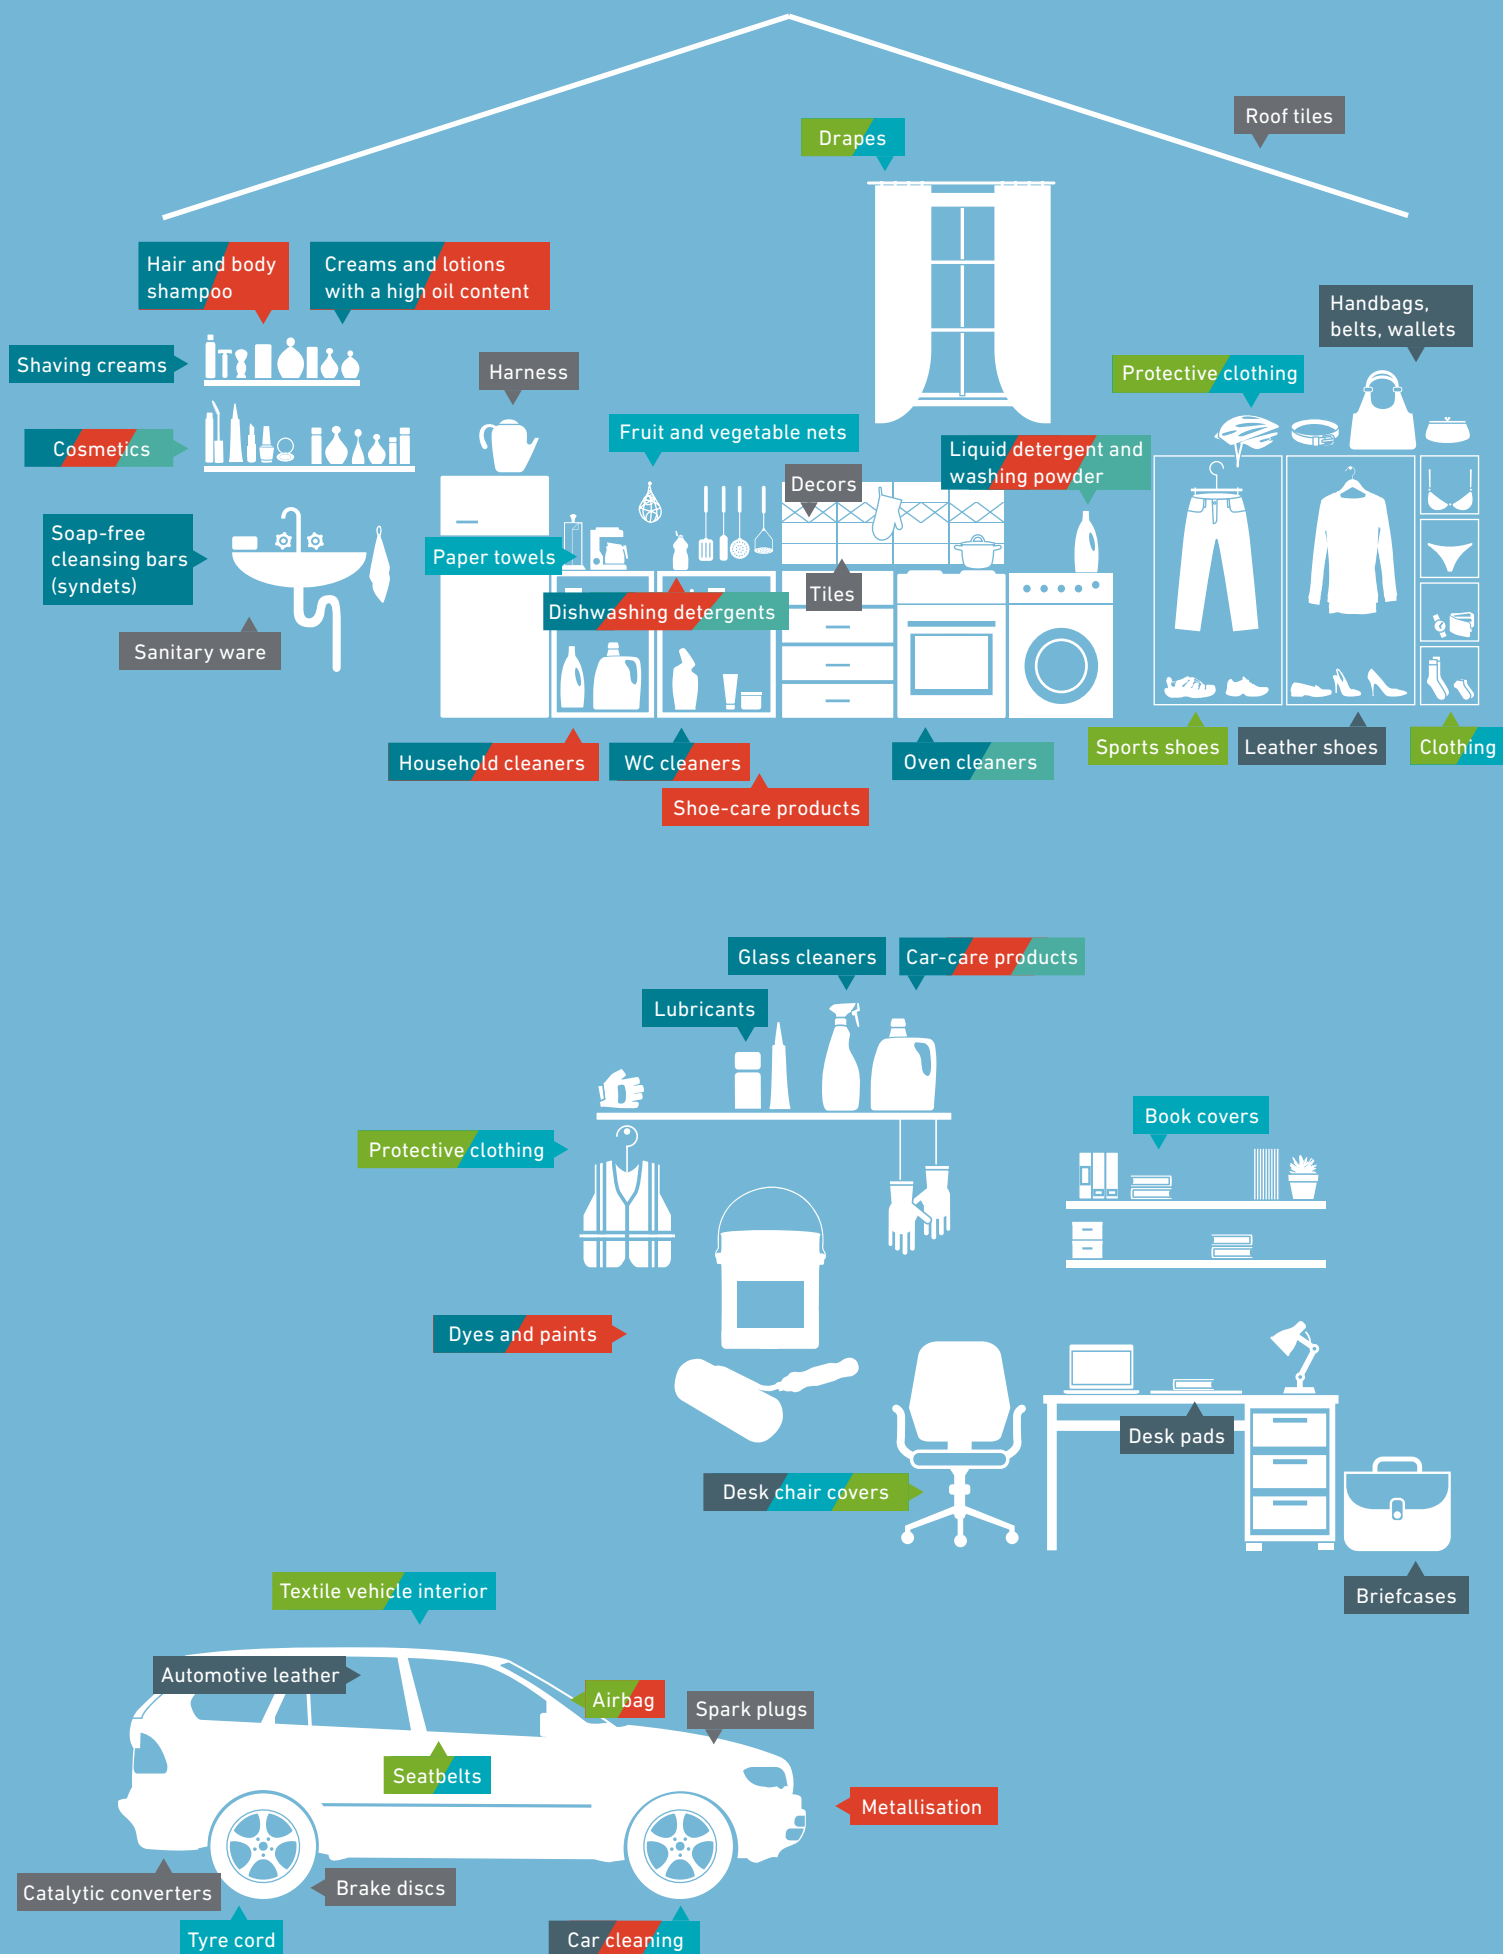 Roof tiles
Drapes
Hair and body
shampoo
Creams and lotions
with a high oil content
Handbags,
belts, wallets
Shaving creams
Harness
Protective clothing
Fruit and vegetable nets
Cosmetics
Liquid detergent and
washing powder
Decors
Soap-free
cleansing bars
(syndets)
Paper towels
Tiles
Dishwashing detergents
Sanitary ware
Sports shoes
Leather shoes
Clothing
Household cleaners
WC cleaners
Oven cleaners
Shoe-care products
Glass cleaners
Car-care products
Lubricants
Book covers
Protective clothing
Dyes and paints
Desk pads
Desk chair covers
Textile vehicle interior
Briefcases
Automotive leather
Airbag
Spark plugs
Seatbelts
Metallisation
Catalytic converters
Brake discs
Tyre cord
Car cleaning